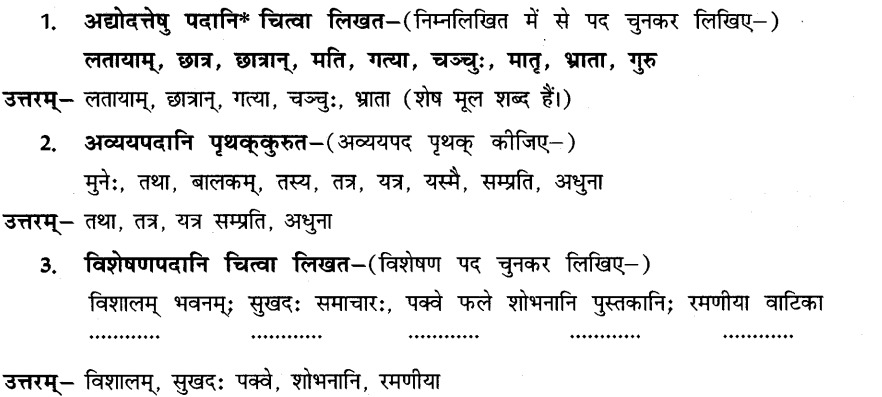 1. अद्योदत्तेषु पदानि* चित्वा लिखत–(निम्नलिखित में से पद चुनकर लिखिए–)
लतायाम्, छात्र, छात्रान्, मति, गत्या, चञ्चुः, मातृ, भ्राता, गुरु
उत्तरम्– लतायाम्, छात्रान्, गत्या, चञ्चुः, भ्राता (शेष मूल शब्द हैं।)
2. अव्ययपदानि पृथक्कुरुत–(अव्ययपद पृथक् कीजिए–)
मुनेः, तथा, बालकम्, तस्य, तत्र, यत्र, यस्मै, सम्प्रति, अधुना
उत्तरम्– तथा, तत्र, यत्र सम्प्रति, अधुना
3. विशेषणपदानि चित्वा लिखत–(विशेषण पद चुनकर लिखिए–)
विशालम् भवनम्; सुखदः समाचारः, पक्वे फले शोभनानि पुस्तकानि; रमणीया वाटिका
............ ............ ............ ............ ............
उत्तरम्– विशालम्, सुखदः पक्वे, शोभनानि, रमणीया